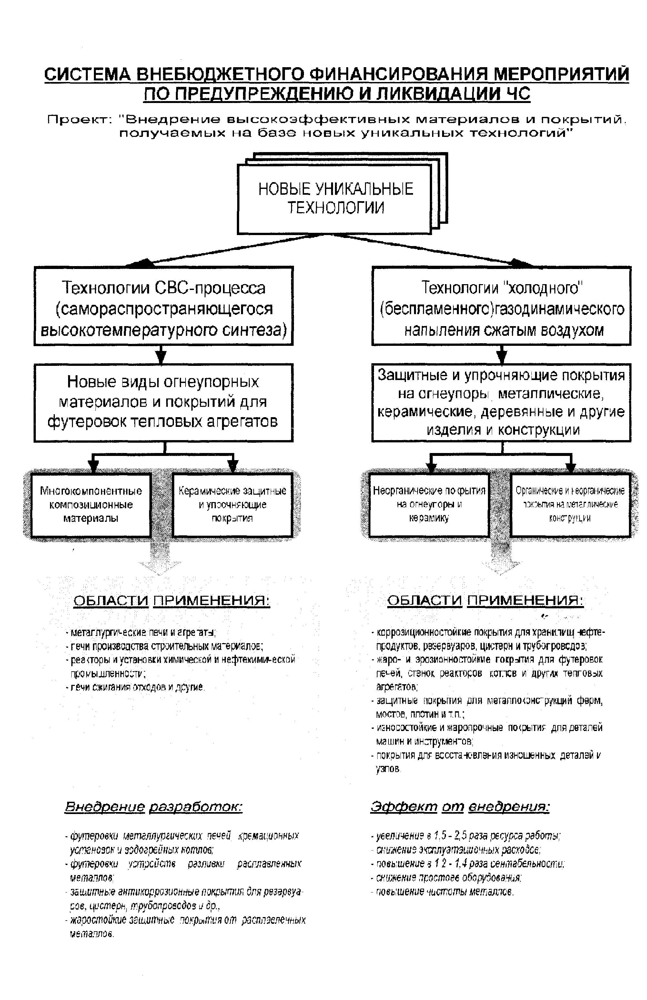 СИСТЕМА ВНЕБЮДЖЕТНОГО ФИНАНСИРОВАНИЯ МЕРОПРИЯТИЙ
ПО ПРЕДУПРЕЖДЕНИЮ И ЛИКВИДАЦИИ ЧС
Проект: "Внедрение высокоэффективных материалов и покрытий,
получаемых на базе новых уникальных технологий"
НОВЫЕ УНИКАЛЬНЫЕ
ТЕХНОЛОГИИ
Технологии СВС-процесса
(самораспространяющегося
высокотемпературного синтеза)
Технологии "холодного"
(беспламенного)газодинамического
напыления сжатым воздухом
Новые виды огнеупорных
материалов и покрытий для
футеровок тепловых агрегатов
Защитные и упрочняющие покрытия
на огнеупоры, металлические,
керамические, деревянные и другие
изделия и конструкции
Многокомпонентные
композиционные
материалы
Керамические защитные
и упрочняющие
покрытия
Неорганические покрытия
на огнеупоры и
керамику
Органические и неорганические
покрытия на металлические
конструкции
ОБЛАСТИ ПРИМЕНЕНИЯ:
- металлургические печи и агрегаты;
- печи производства строительных материалов;
- реакторы и установки химической и нефтехимической
промышленности;
- печи сжигания отходов и другие.
ОБЛАСТИ ПРИМЕНЕНИЯ:
- коррозиционностойкие покрытия для хранилищ нефте-
продуктов, резервуаров, цистерн и трубопроводов;
- жаро- и эрозионностойкие покрытия для футеровок
печей, стенок реакторов котлов и других тепловых
агрегатов;
- защитные покрытия для металлоконструкций ферм,
мостов, плотин и т.п.;
- износостойкие и жаропрочные покрытия для деталей
машин и инструментов;
- покрытия для восстановления изношенных деталей и
узлов.
Внедрение разработок:
- футеровки металлургических печей кремационных
установок и водогрейных котлов;
- футеровки устройств разливки расплавленных
металлов;
- защитные антикоррозионные покрытия для резервуа-
ров, цистерн, трубопроводов и др.,
- жаростойкие защитные покрытия от расплавленных
металлов.
Эффект от внедрения:
- увеличение в 1,5 - 2,5 раза ресурса работы;
- снижение эксплуатационных расходов;
- повышение в 1 2 - 1,4 раза рентабельности;
- снижение простоев оборудования;
- повышение чистоты металлов.